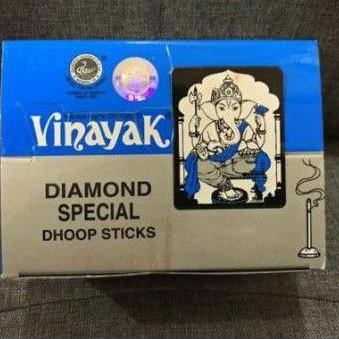 Vinayak
DIAMOND
SPECIAL
DHOOP STICKS